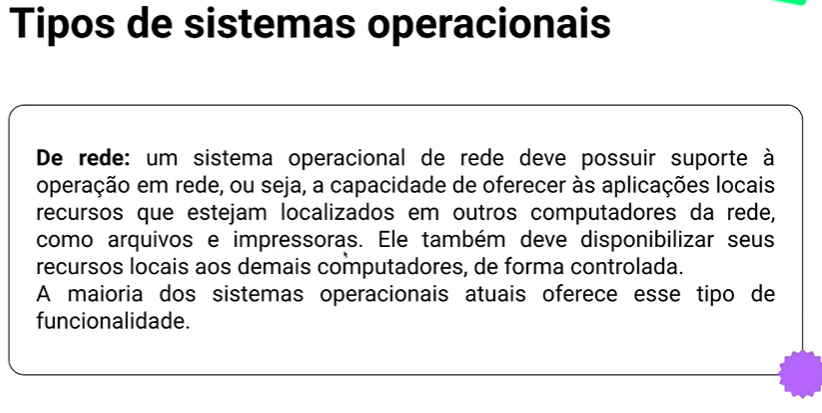 Tipos de sistemas operacionais
De rede: um sistema operacional de rede deve possuir suporte à
operação em rede, ou seja, a capacidade de oferecer às aplicações locais
recursos que estejam localizados em outros computadores da rede,
como arquivos e impressoras. Ele também deve disponibilizar seus
recursos locais aos demais computadores, de forma controlada.
A maioria dos sistemas operacionais atuais oferece esse tipo de
funcionalidade.